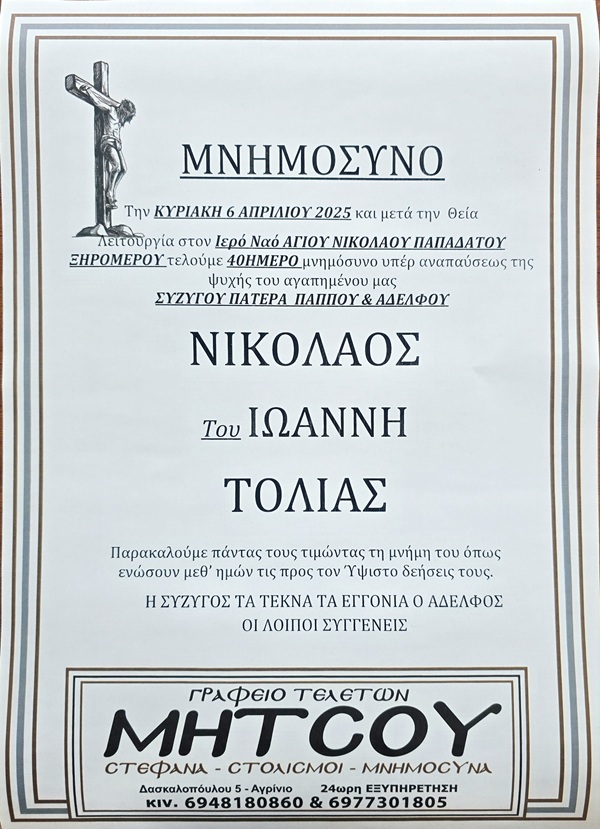 ΜΝΗΜΟΣΥΝΟ
Την ΚΥΡΙΑΚΗ 6 ΑΠΡΙΛΙΟΥ 2025 και μετά την Θεία
Λειτουργία στον Ιερό Ναό ΑΓΙΟΥ ΝΙΚΟΛΑΟΥ ΠΑΠΑΔΑΤΟΥ
ΞΗΡΟΜΕΡΟΥ τελούμε 40ΗΜΕΡΟ μνημόσυνο υπέρ αναπαύσεως της
ψυχής του αγαπημένου μας
ΣΥΖΥΓΟΥ ΠΑΤΕΡΑ ΠΑΠΠΟΥ & ΑΔΕΛΦΟΥ
ΝΙΚΟΛΑΟΣ
Του ΙΩΑΝΝΗ
ΤΟΛΙΑΣ
Παρακαλούμε πάντας τους τιμώντας τη μνήμη του όπως
ενώσουν μεθ’ ημών τις προς τον Ύψιστο δεήσεις τους.
Η ΣΥΖΥΓΟΣ ΤΑ ΤΕΚΝΑ ΤΑ ΕΓΓΟΝΙΑ Ο ΑΔΕΛΦΟΣ
ΟΙ ΛΟΙΠΟΙ ΣΥΓΓΕΝΕΙΣ
ΓΡΑΦΕΙΟ ΤΕΛΕΤΩΝ
ΜΗΤΣΟΥ
ΣΤΕΦΑΝΑ - ΣΤΟΛΙΣΜΟΙ - ΜΝΗΜΟΣΥΝΑ
Δασκαλοπούλου 5 - Αγρίνιο 24ωρη ΕΞΥΠΗΡΕΤΗΣΗ
ΚΙV. 6948180860 & 6977301805